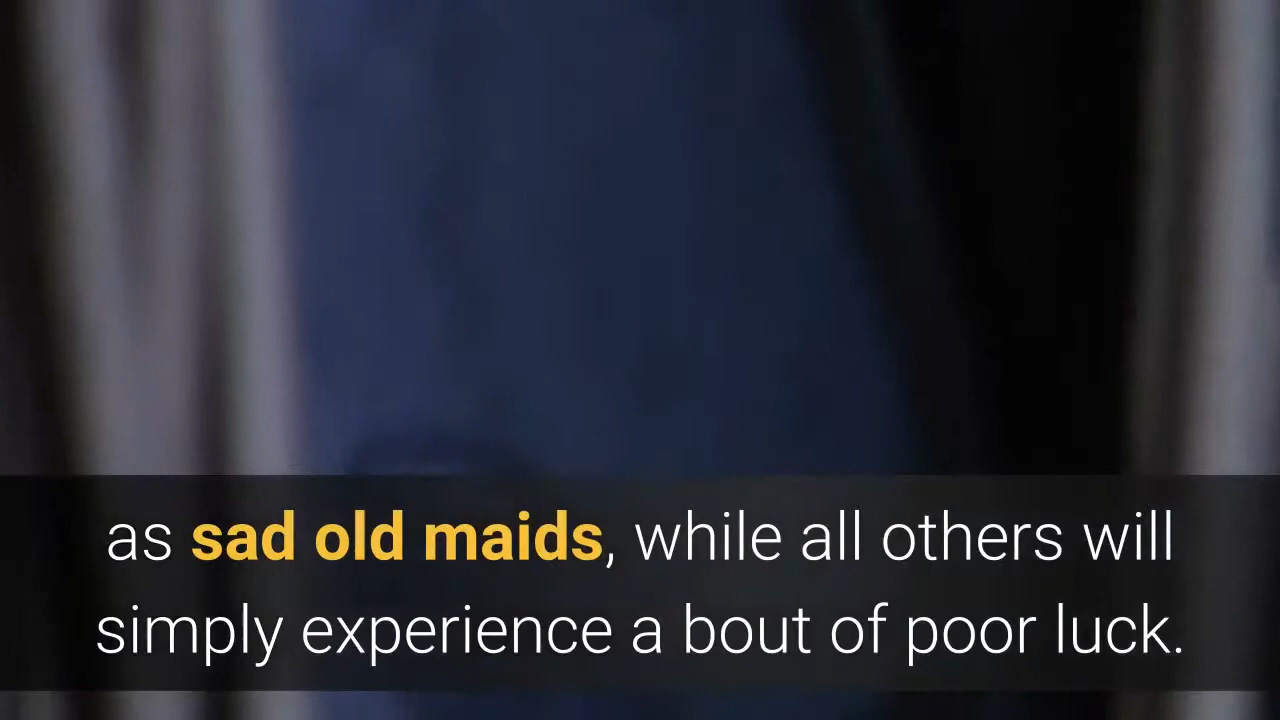 as sad old maids, while all others will
simply experience a bout of poor luck.